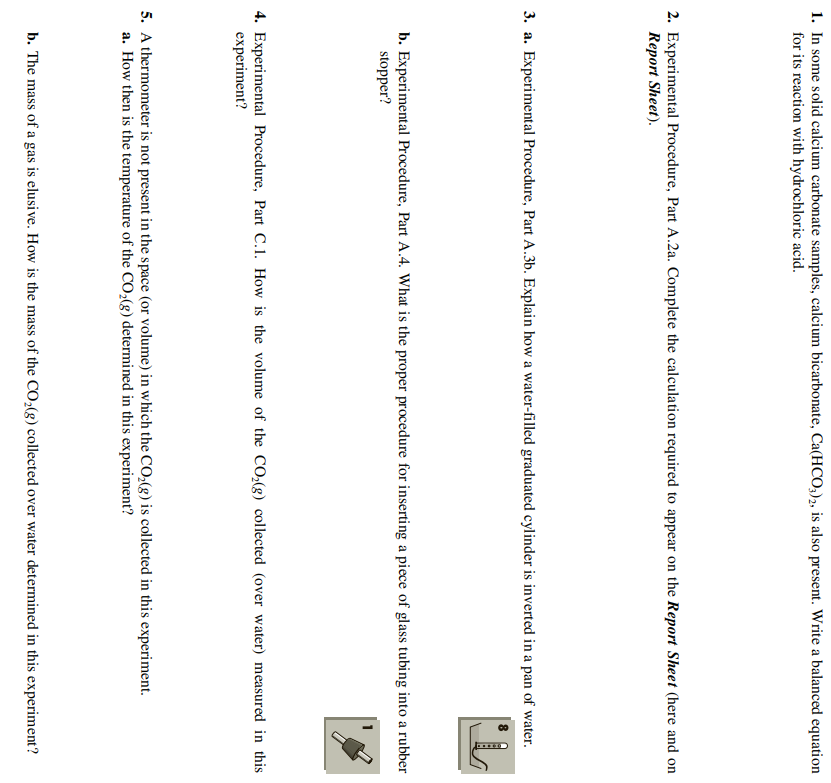 1. In some solid calcium carbonate samples, calcium bicarbonate, Ca(HCO₃)₂, is also present. Write a balanced equation
for its reaction with hydrochloric acid.
2. Experimental Procedure, Part A.2a. Complete the calculation required to appear on the Report Sheet (here and on
Report Sheet).
3. a. Experimental Procedure, Part A.3b. Explain how a water-filled graduated cylinder is inverted in a pan of water.
8
b. Experimental Procedure, Part A.4. What is the proper procedure for inserting a piece of glass tubing into a rubber
stopper?
1
4. Experimental Procedure, Part C.1. How is the volume of the CO₂(g) collected (over water) measured in this
experiment?
5. A thermometer is not present in the space (or volume) in which the CO₂(g) is collected in this experiment.
a. How then is the temperature of the CO₂(g) determined in this experiment?
b. The mass of a gas is elusive. How is the mass of the CO₂(g) collected over water determined in this experiment?